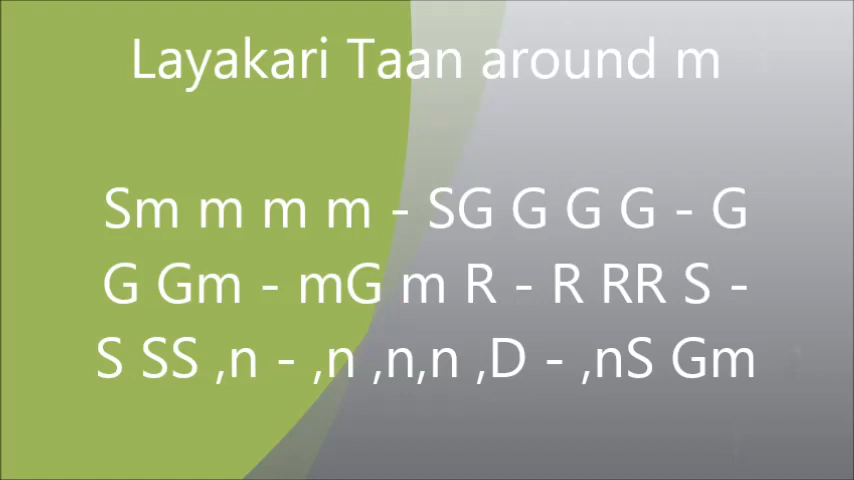 Layakari Taan around m
Sm m m m - SG G G G - G
G Gm - mG m R - R RR S -
S SS ,n - ,n ,n,n ,D - ,nS Gm